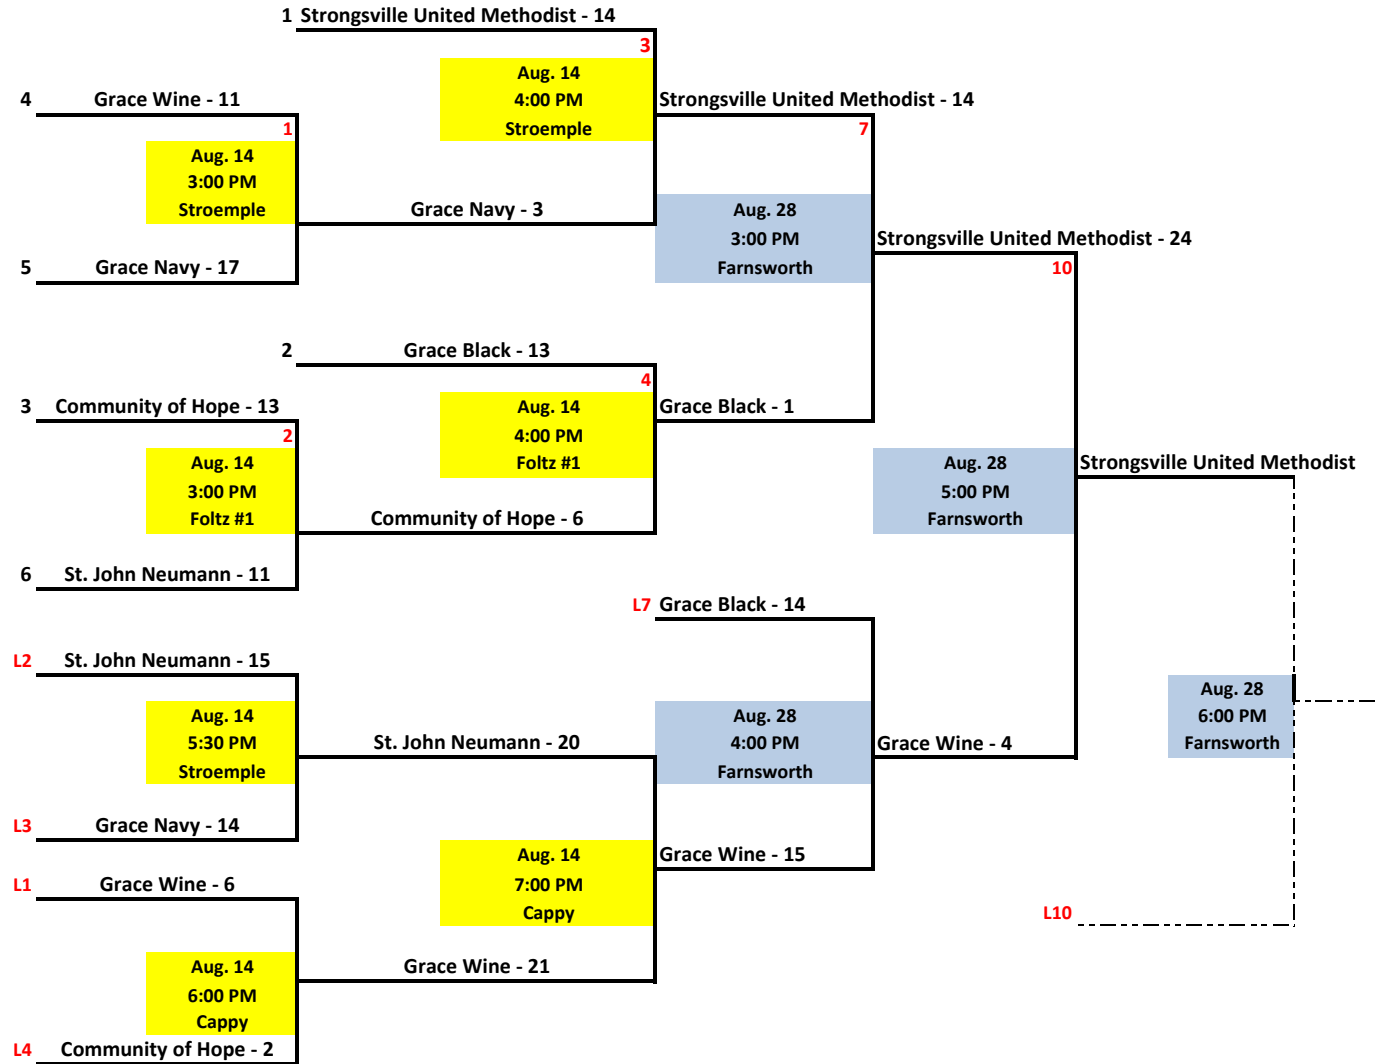 1 Strongsville United Methodist - 14
3
Aug. 14
4:00 PM
Stroemple
4 Grace Wine - 11
Strongsville United Methodist - 14
1
7
Aug. 14
3:00 PM
Stroemple
Grace Navy - 3
Aug. 28
3:00 PM
Farnsworth
Strongsville United Methodist - 24
5 Grace Navy - 17
10
2 Grace Black - 13
4
3 Community of Hope - 13
Aug. 14
4:00 PM
Foltz #1
Grace Black - 1
2
Aug. 14
3:00 PM
Foltz #1
Aug. 28
5:00 PM
Farnsworth
Strongsville United Methodist
Community of Hope - 6
6 St. John Neumann - 11
L7 Grace Black - 14
L2 St. John Neumann - 15
Aug. 14
5:30 PM
Stroemple
St. John Neumann - 20
Aug. 28
4:00 PM
Farnsworth
Grace Wine - 4
Aug. 28
6:00 PM
Farnsworth
L3 Grace Navy - 14
Aug. 14
7:00 PM
Cappy
Grace Wine - 15
L1 Grace Wine - 6
L10
Aug. 14
6:00 PM
Cappy
Grace Wine - 21
L4 Community of Hope - 2